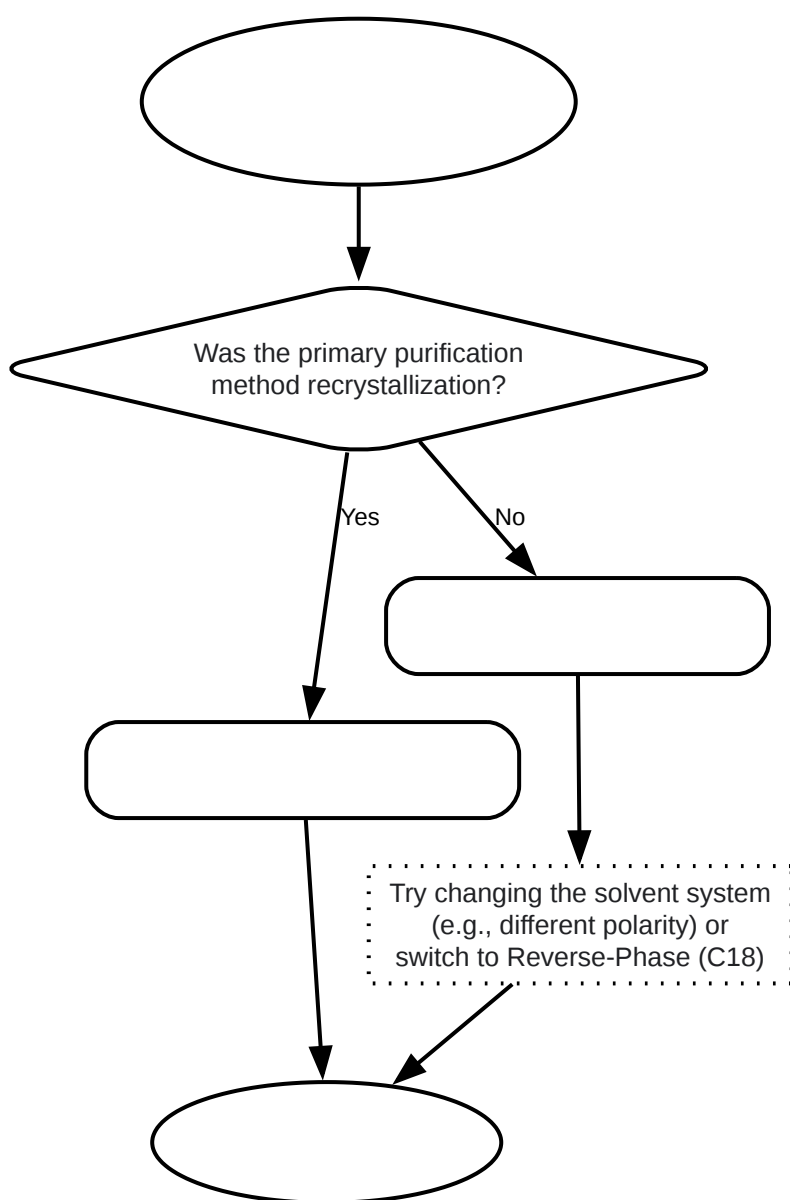 Was the primary purification
method recrystallization?
Yes
No
Try changing the solvent system
(e.g., different polarity) or
switch to Reverse-Phase (C18)